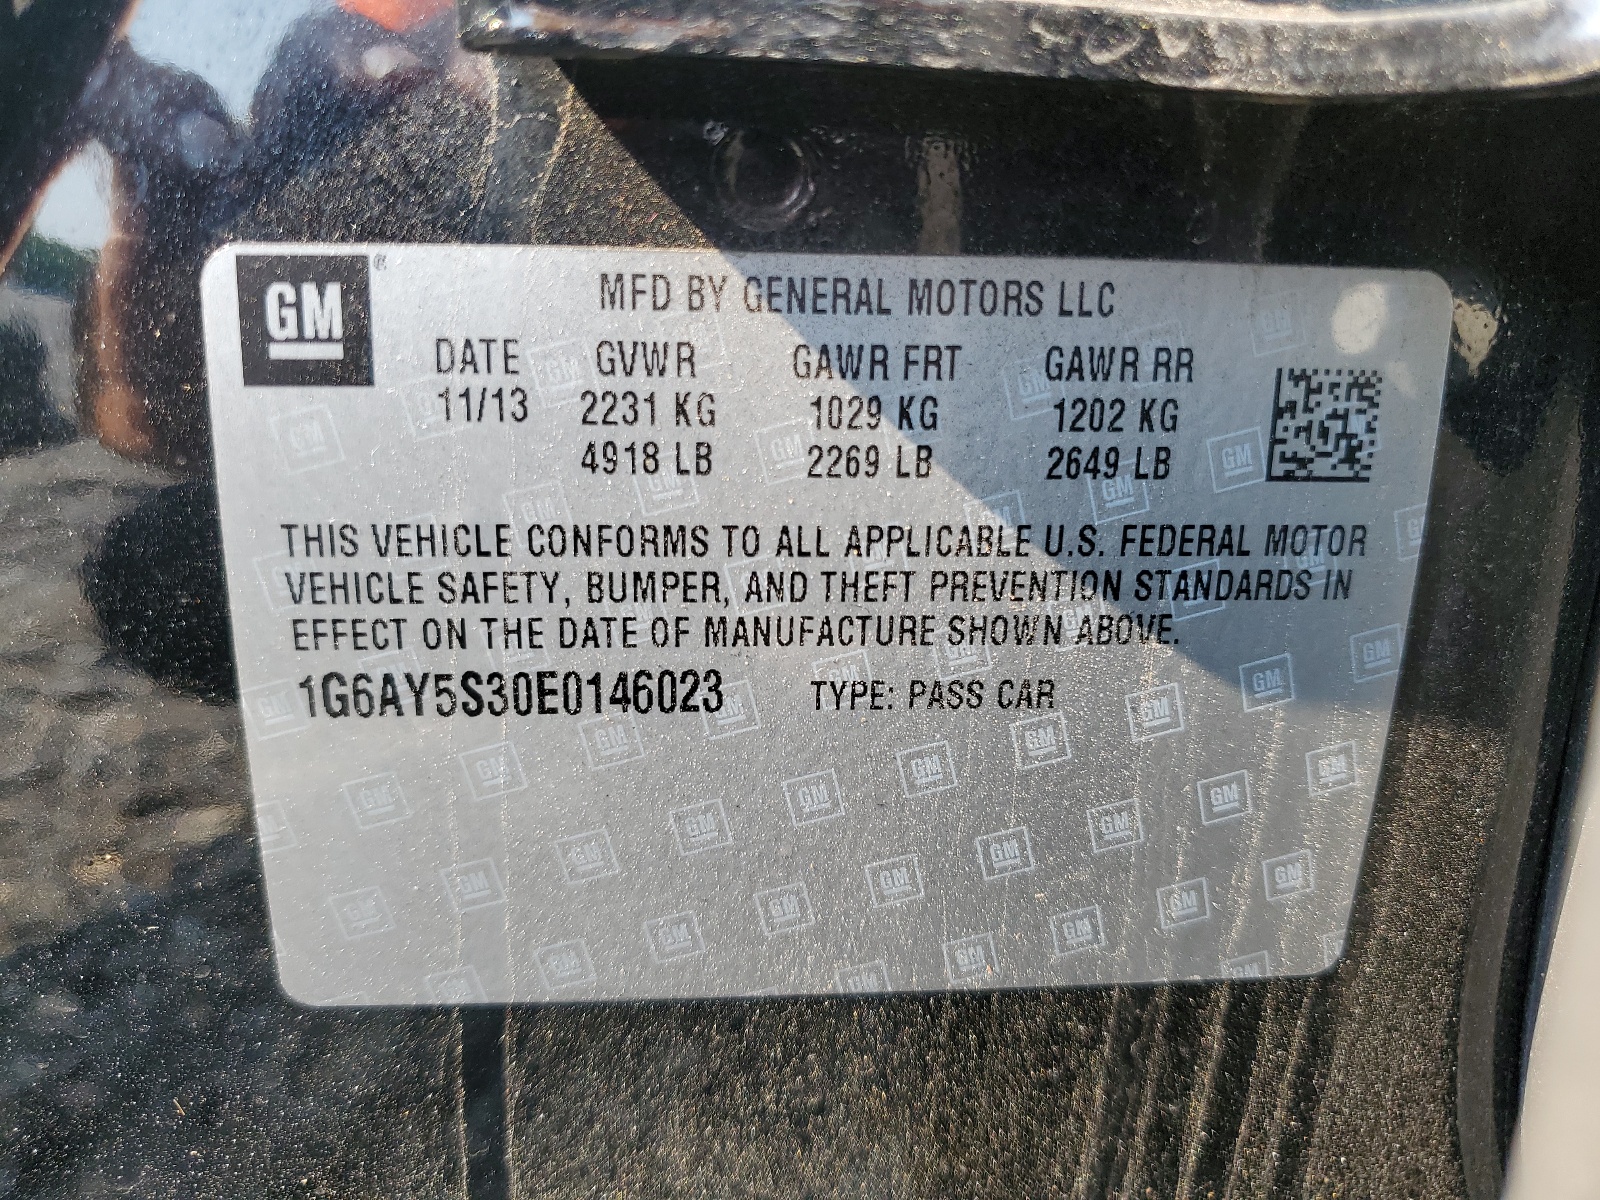 GM®
MFD BY GENERAL MOTORS LLC
DATE GVWR GAWR FRT GAWR RR
11/13 2231 KG 1029 KG 1202 KG
4918 LB 2269 LB 2649 LB
THIS VEHICLE CONFORMS TO ALL APPLICABLE U.S. FEDERAL MOTOR
VEHICLE SAFETY, BUMPER, AND THEFT PREVENTION STANDARDS IN
EFFECT ON THE DATE OF MANUFACTURE SHOWN ABOVE.
1G6AY5S30E0146023 TYPE: PASS CAR